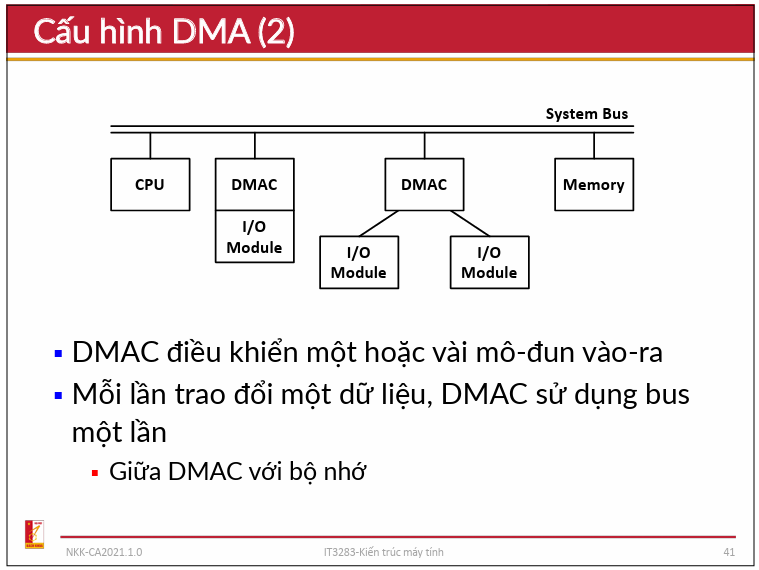 Cấu hình DMA (2)
System Bus
CPU
DMAC
DMAC
Memory
I/O
Module
I/O
Module
I/O
Module
▪ DMAC điều khiển một hoặc vài mô-đun vào-ra
▪ Mỗi lần trao đổi một dữ liệu, DMAC sử dụng bus
một lần
▪ Giữa DMAC với bộ nhớ
NKK-CA2021.1.0
IT3283-Kiến trúc máy tính
41